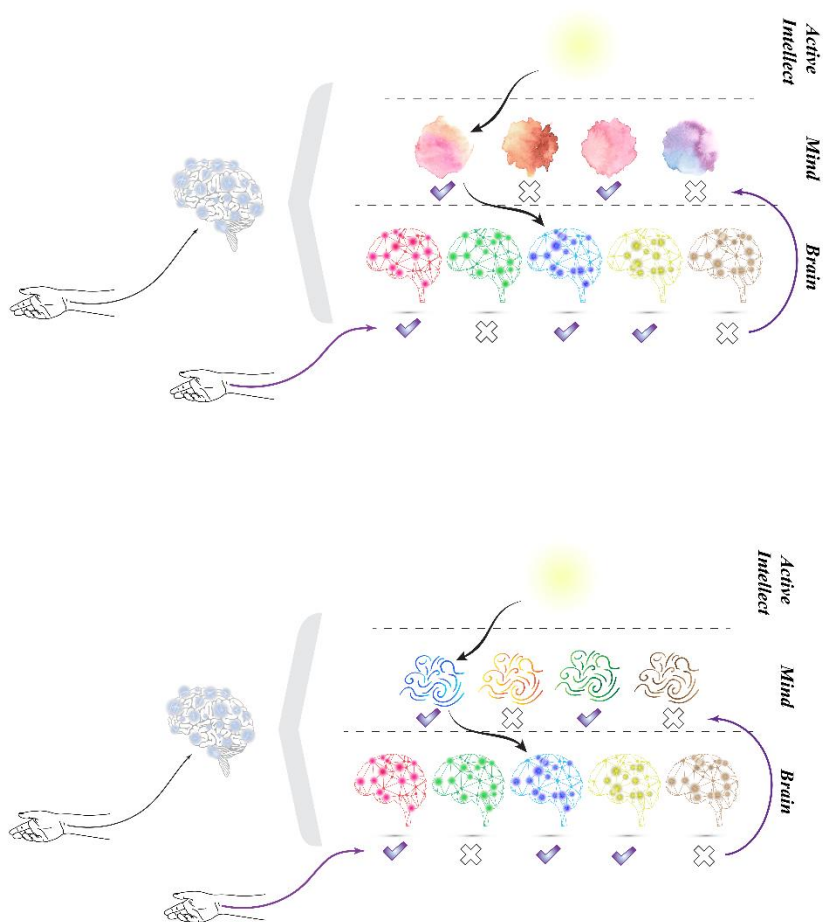 Active
Intellect
Mind
Brain
Active
Intellect
Mind
Brain